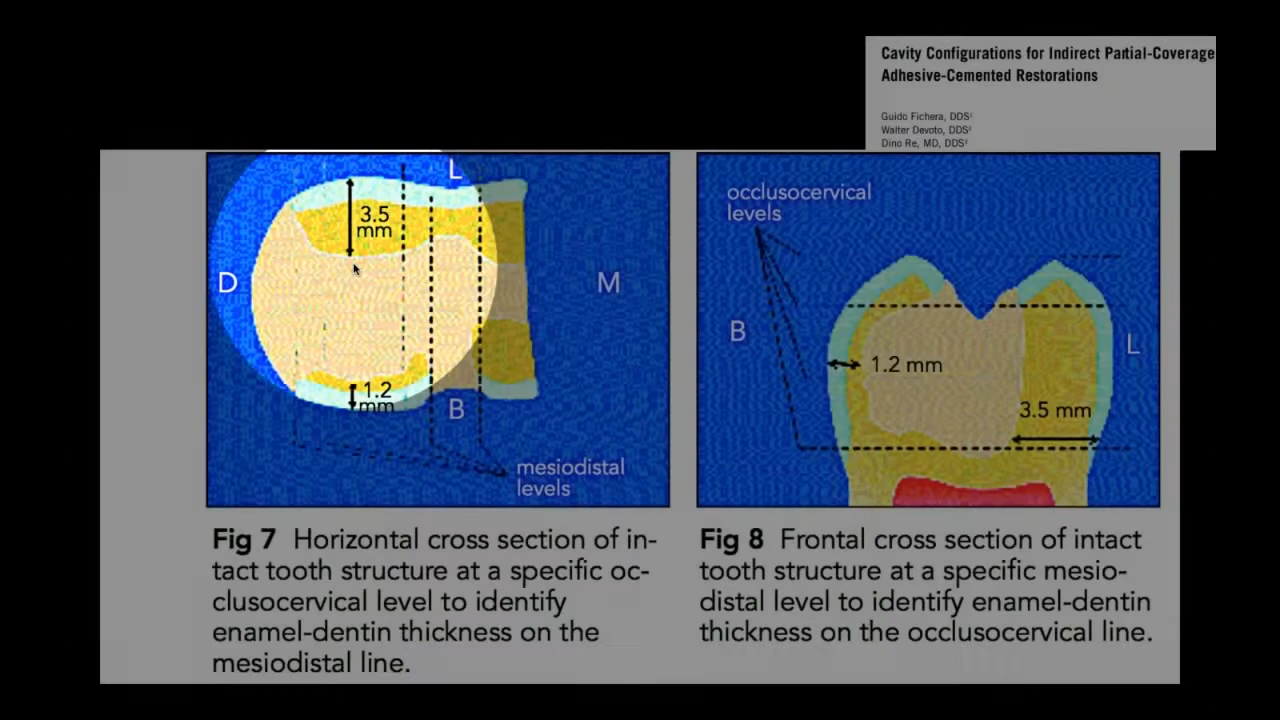 Cavity Configurations for Indirect Partial-Coverage
Adhesive-Cemented Restorations
Guido Fichera, DDS¹
Walter Devoto, DDS²
Dino Re, MD, DDS³
L
3.5
mm
D
M
1.2
mm
B
mesiodistal
levels
occlusocervical
levels
B
L
1.2 mm
3.5 mm
Fig 7 Horizontal cross section of in-
tact tooth structure at a specific oc-
clusocervical level to identify
enamel-dentin thickness on the
mesiodistal line.
Fig 8 Frontal cross section of intact
tooth structure at a specific mesio-
distal level to identify enamel-dentin
thickness on the occlusocervical line.